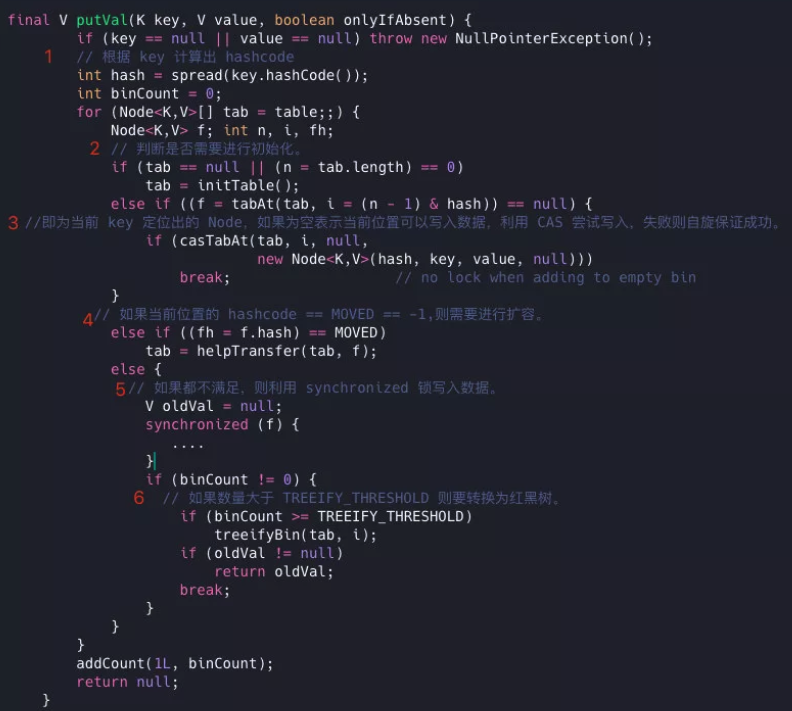 final V putVal(K key, V value, boolean onlyIfAbsent) {
if (key == null || value == null) throw new NullPointerException();
1 // 根据 key 计算出 hashcode
int hash = spread(key.hashCode());
int binCount = 0;
for (Node<K,V>[] tab = table;;) {
Node<K,V> f; int n, i, fh;
2 // 判断是否需要进行初始化。
if (tab == null || (n = tab.length) == 0)
tab = initTable();
else if ((f = tabAt(tab, i = (n - 1) & hash)) == null) {
3 //即为当前 key 定位出的 Node，如果为空表示当前位置可以写入数据，利用 CAS 尝试写入，失败则自旋保证成功。
if (casTabAt(tab, i, null,
new Node<K,V>(hash, key, value, null)))
break; // no lock when adding to empty bin
}
4 // 如果当前位置的 hashcode == MOVED == -1,则需要进行扩容。
else if ((fh = f.hash) == MOVED)
tab = helpTransfer(tab, f);
else {
5 // 如果都不满足，则利用 synchronized 锁写入数据。
V oldVal = null;
synchronized (f) {
....
}
if (binCount != 0) {
6 // 如果数量大于 TREEIFY_THRESHOLD 则要转换为红黑树。
if (binCount >= TREEIFY_THRESHOLD)
treeifyBin(tab, i);
if (oldVal != null)
return oldVal;
break;
}
}
}
addCount(1L, binCount);
return null;
}